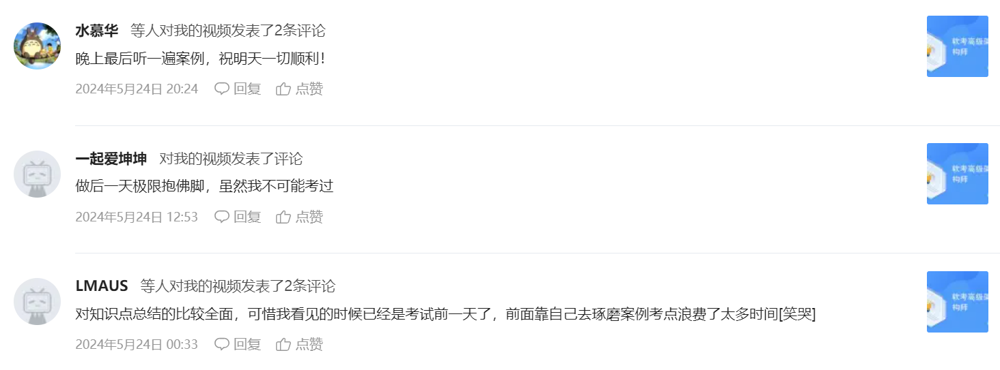 水慕华 等人对我的视频发表了2条评论
晚上最后听一遍案例，祝明天一切顺利！
2024年5月24日 20:24 回复 点赞
软考高级架
构师
一起爱坤坤 对我的视频发表了评论
做后一天极限抱佛脚，虽然我不可能考过
2024年5月24日 12:53 回复 点赞
软考高级架
构师
LMAUS 等人对我的视频发表了2条评论
对知识点总结的比较全面，可惜我看见的时候已经是考试前一天了，前面靠自己去琢磨案例考点浪费了太多时间[笑哭]
2024年5月24日 00:33 回复 点赞
软考高级架
构师